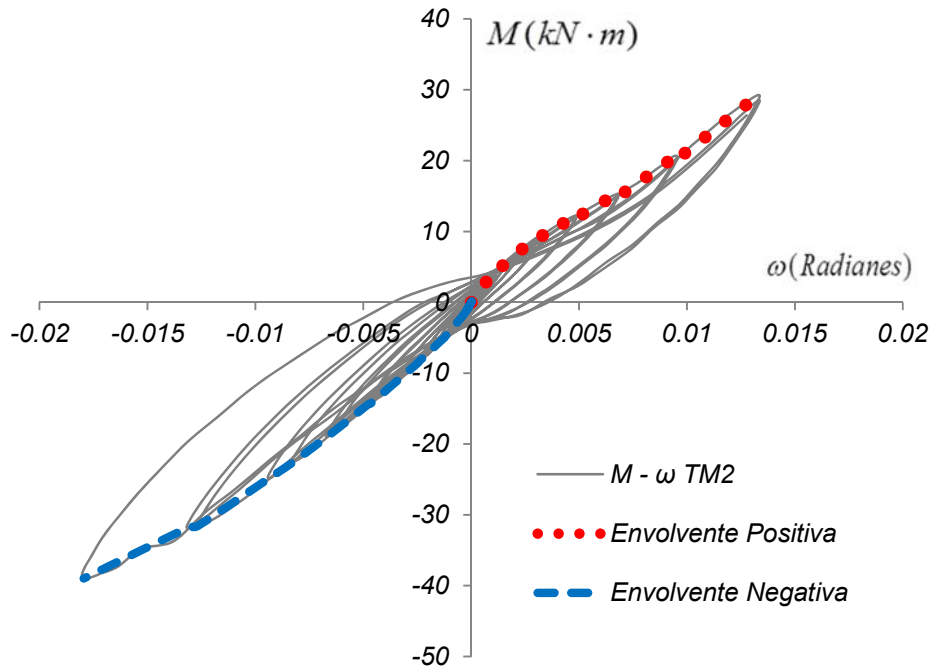 40
M (kN · m)
30
20
10
ω(Radianes)
0
-0.02 -0.015 -0.01 -0.005 0 0.005 0.01 0.015 0.02
-10
-20
M - ω TM2
-30
Envolvente Positiva
-40
Envolvente Negativa
-50